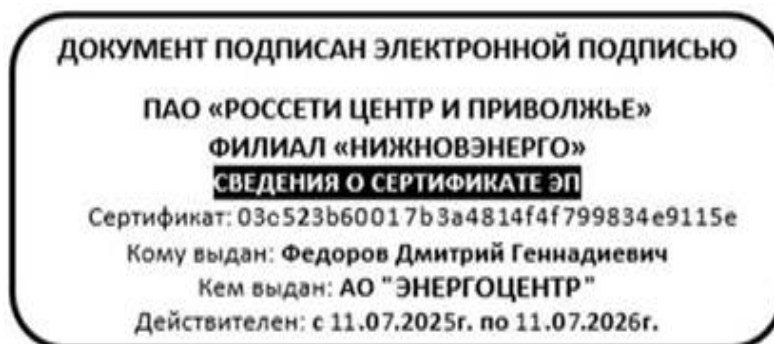 ДОКУМЕНТ ПОДПИСАН ЭЛЕКТРОННОЙ ПОДПИСЬЮ
ПАО «РОССЕТИ ЦЕНТР И ПРИВОЛЖЬЕ»
ФИЛИАЛ «НИЖНОВЭНЕРГО»
СВЕДЕНИЯ О СЕРТИФИКАТЕ ЭП
Сертификат: 03c523b60017b3a4814f4f799834e9115e
Кому выдан: Федоров Дмитрий Геннадиевич
Кем выдан: АО "ЭНЕРГОЦЕНТР"
Действителен: с 11.07.2025г. по 11.07.2026г.